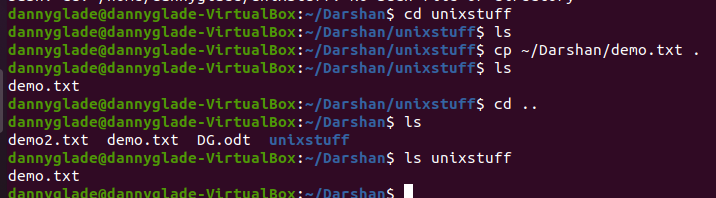 dannyglade@dannyglade-VirtualBox:~/Darshan$ cd unixstuff
dannyglade@dannyglade-VirtualBox:~/Darshan/unixstuff$ ls
dannyglade@dannyglade-VirtualBox:~/Darshan/unixstuff$ cp ~/Darshan/demo.txt .
dannyglade@dannyglade-VirtualBox:~/Darshan/unixstuff$ ls
demo.txt
dannyglade@dannyglade-VirtualBox:~/Darshan/unixstuff$ cd ..
dannyglade@dannyglade-VirtualBox:~/Darshan$ ls
demo2.txt  demo.txt  DG.odt  unixstuff
dannyglade@dannyglade-VirtualBox:~/Darshan$ ls unixstuff
demo.txt
dannyglade@dannyglade-VirtualBox:~/Darshan$